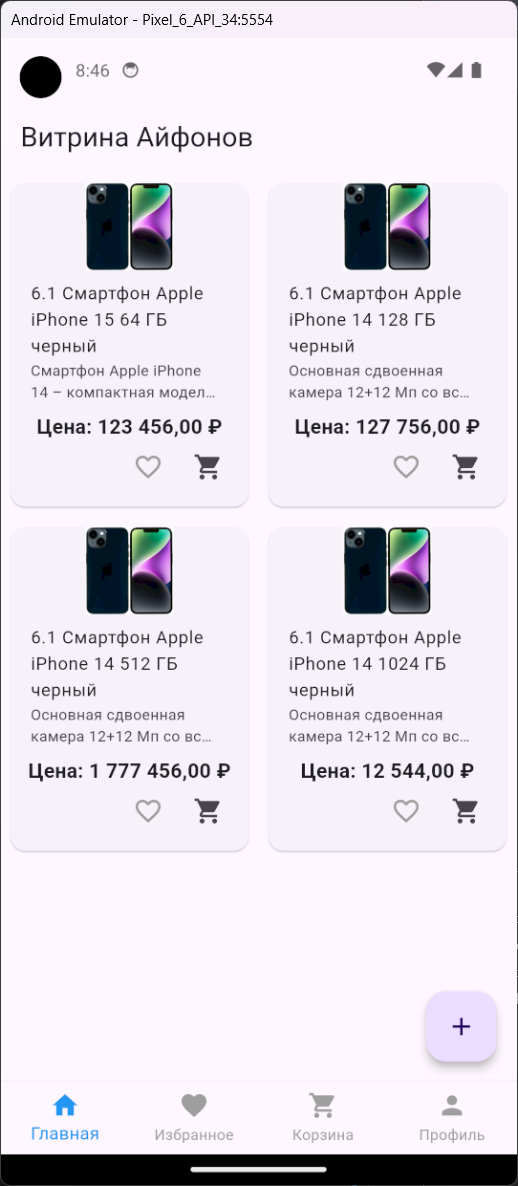 Android Emulator - Pixel_6_API_34:5554
8:46
Витрина Айфонов
6.1 Смартфон Apple
iPhone 15 64 ГБ
черный
Смартфон Apple iPhone
14 – компактная модел…
Цена: 123 456,00 ₽
6.1 Смартфон Apple
iPhone 14 128 ГБ
черный
Основная сдвоенная
камера 12+12 Мп со вс…
Цена: 127 756,00 ₽
6.1 Смартфон Apple
iPhone 14 512 ГБ
черный
Основная сдвоенная
камера 12+12 Мп со вс…
Цена: 1 777 456,00 ₽
6.1 Смартфон Apple
iPhone 14 1024 ГБ
черный
Основная сдвоенная
камера 12+12 Мп со вс…
Цена: 12 544,00 ₽
+
Главная
Избранное
Корзина
Профиль